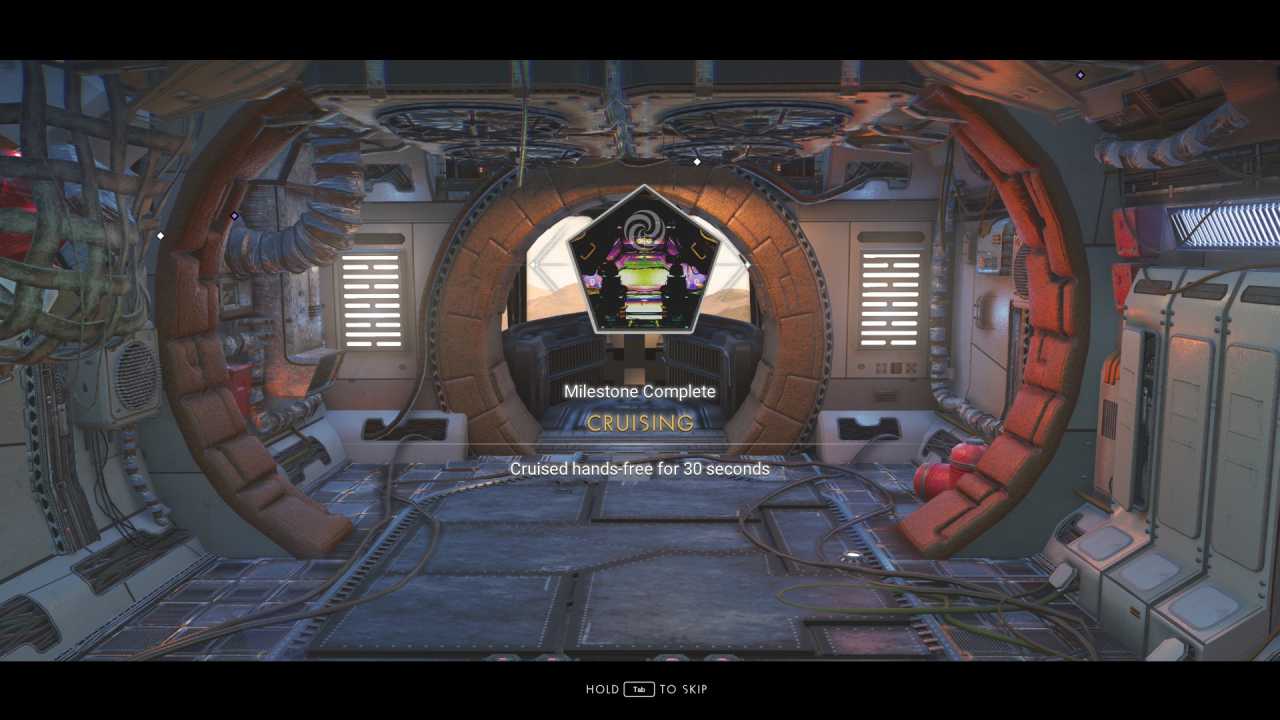 Milestone Complete
CRUISING
Cruised hands-free for 30 seconds
HOLD Tab TO SKIP